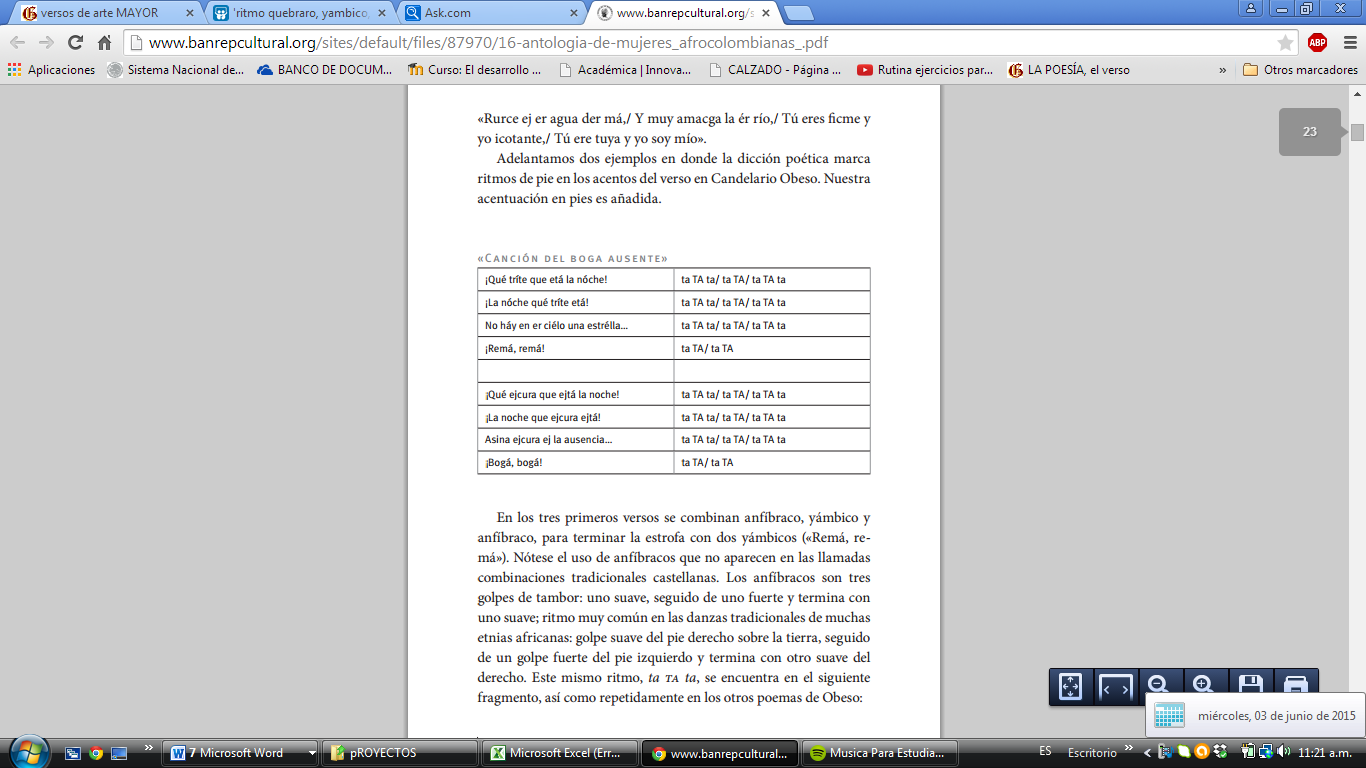 versos de arte MAYOR
'ritmo quebraro, yambico,
Ask.com
www.banrepcultural.org/s
www.banrepcultural.org/sites/default/files/87970/16-antologia-de-mujeres_afrocolombianas_.pdf
ABP
Aplicaciones
Sistema Nacional de...
BANCO DE DOCUM...
Curso: El desarrollo ...
Académica | Innova...
CALZADO - Página ...
Rutina ejercicios par...
LA POESÍA, el verso
»
Otros marcadores
23
«Rurce ej er agua der má,/ Y muy amacga la ér río,/ Tú eres ficme y
yo icotante,/ Tú ere tuya y yo soy mío».
Adelantamos dos ejemplos en donde la dicción poética marca
ritmos de pie en los acentos del verso en Candelario Obeso. Nuestra
acentuación en pies es añadida.
«Canción del boga ausente»
¡Qué tríte que etá la nóche! ta TA ta/ ta TA/ ta TA ta
¡La nóche qué tríte etá! ta TA ta/ ta TA/ ta TA ta
No háy en er ciélo una estrélla... ta TA ta/ ta TA/ ta TA ta
¡Remá, remá! ta TA/ ta TA
¡Qué ejcura que ejtá la noche! ta TA ta/ ta TA/ ta TA ta
¡La noche que ejcura ejtá! ta TA ta/ ta TA/ ta TA ta
Asina ejcura ej la ausencia... ta TA ta/ ta TA/ ta TA ta
¡Bogá, bogá! ta TA/ ta TA
En los tres primeros versos se combinan anfíbraco, yámbico y
anfíbraco, para terminar la estrofa con dos yámbicos («Remá, re-
má»). Nótese el uso de anfíbracos que no aparecen en las llamadas
combinaciones tradicionales castellanas. Los anfíbracos son tres
golpes de tambor: uno suave, seguido de uno fuerte y termina con
uno suave; ritmo muy común en las danzas tradicionales de muchas
etnias africanas: golpe suave del pie derecho sobre la tierra, seguido
de un golpe fuerte del pie izquierdo y termina con otro suave del
derecho. Este mismo ritmo, ta TA ta, se encuentra en el siguiente
fragmento, así como repetidamente en los otros poemas de Obeso:
miércoles, 03 de junio de 2015
»
7 Microsoft Word
pROYECTOS
Microsoft Excel (Err...
www.banrepcultural...
Musica Para Estudia...
ES
Escritorio
»
11:21 a.m.